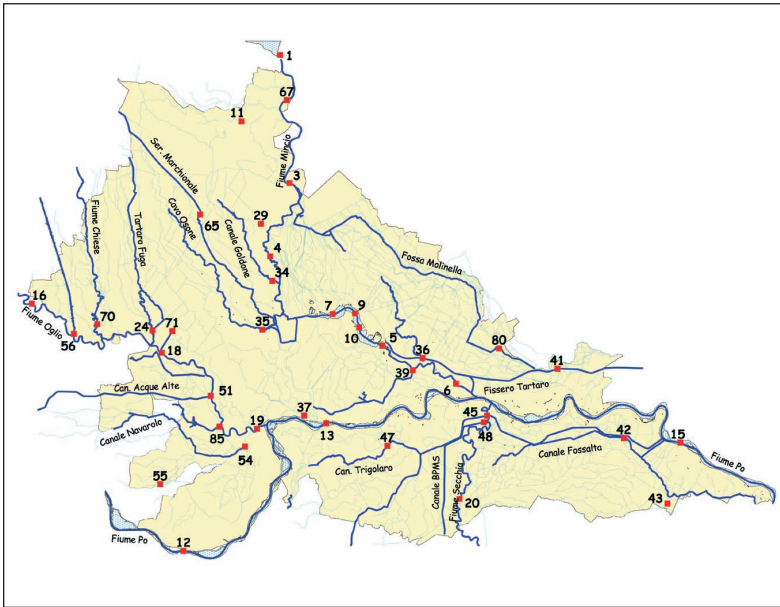 1
67
11
Ser. Marchionale
Fiume Mincio
3
Fiume Chiese
Tartaro Fuga
Cavo Osone
65
29
Canale Goldone
4
Fossa Molinella
34
16
Fiume Oglio
70
56
24
71
18
35
7
9
10
5
36
80
41
39
6
Fissero Tartaro
Can. Acque Alte
51
Canale Navarolo
85
19
37
13
45
48
54
47
42
15
Can. Trigolaro
Canale BPMS
Fiume Secchia
Canale Fossalta
Fiume Po
55
20
43
Fiume Po
12